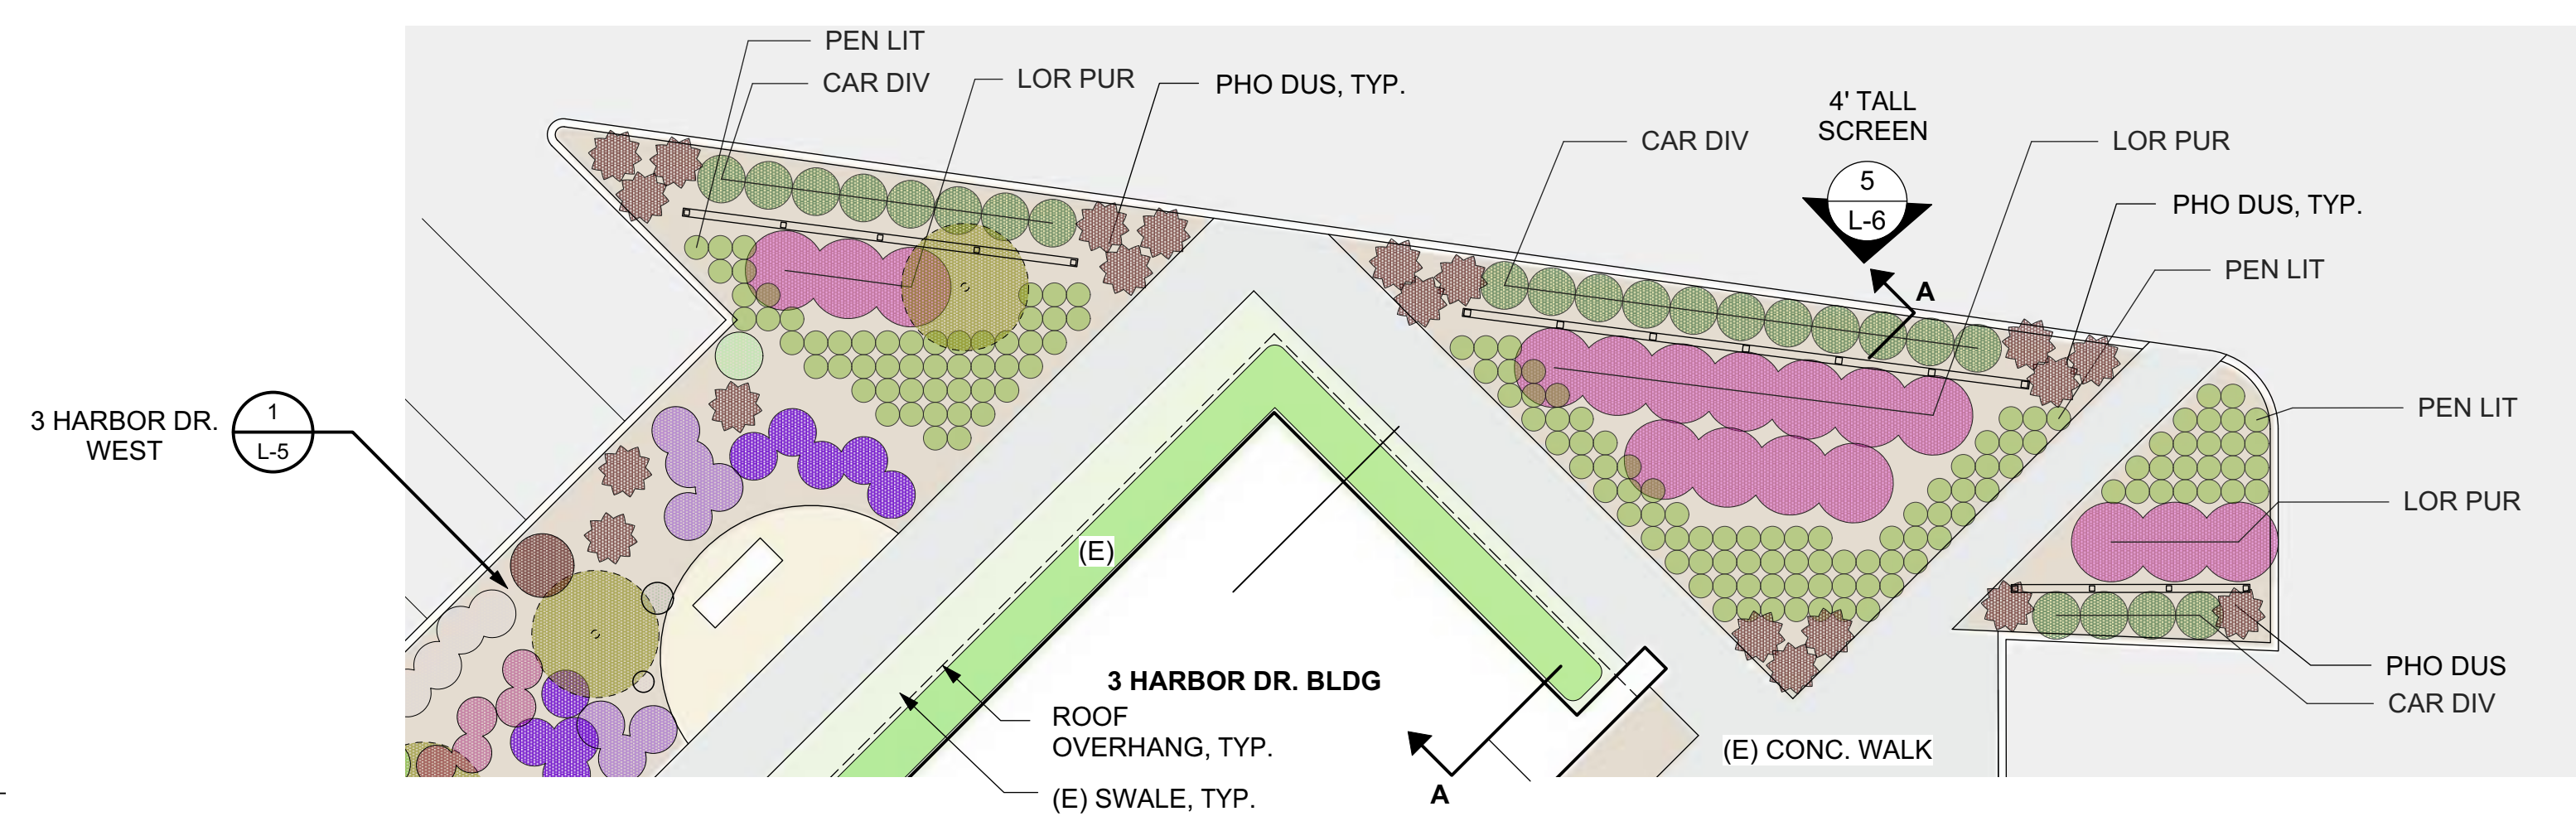 PEN LIT
CAR DIV
LOR PUR
PHO DUS, TYP.
4' TALL
SCREEN
5
L-6
CAR DIV
LOR PUR
PHO DUS, TYP.
PEN LIT
A
3 HARBOR DR.
WEST
1
L-5
PEN LIT
LOR PUR
(E)
3 HARBOR DR. BLDG
ROOF
OVERHANG, TYP.
(E) SWALE, TYP.
A
(E) CONC. WALK
PHO DUS
CAR DIV